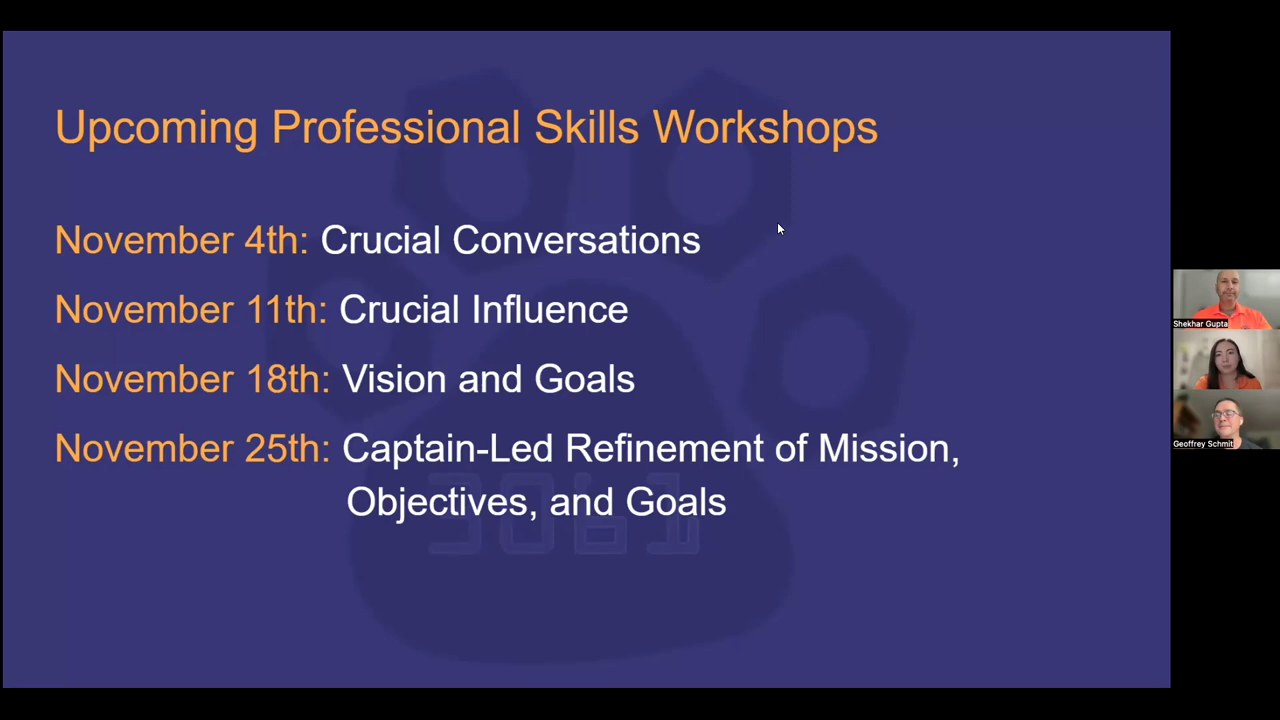 Upcoming Professional Skills Workshops
November 4th: Crucial Conversations
November 11th: Crucial Influence
November 18th: Vision and Goals
November 25th: Captain-Led Refinement of Mission,
Objectives, and Goals
3061
Shekhar Gupta
Geoffrey Schmit